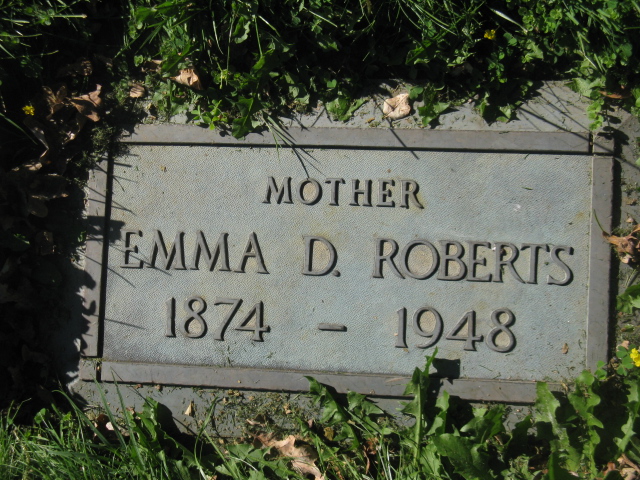 MOTHER
EMMA D. ROBERTS
1874 - 1948